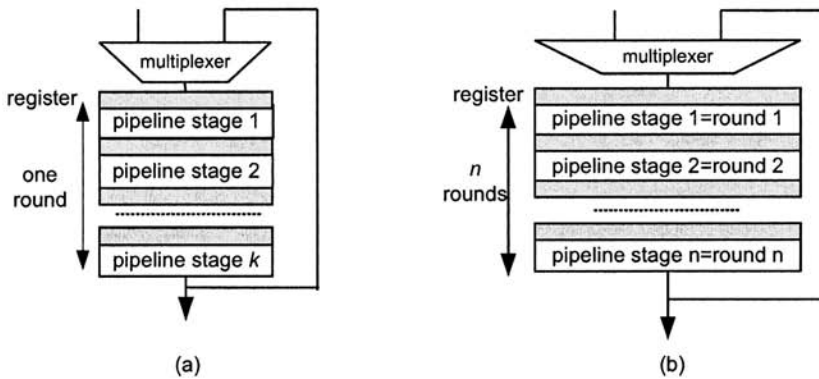 multiplexer
register
pipeline stage 1
pipeline stage 2
one
round
pipeline stage k
(a)
multiplexer
register
pipeline stage 1=round 1
pipeline stage 2=round 2
n
rounds
pipeline stage n=round n
(b)